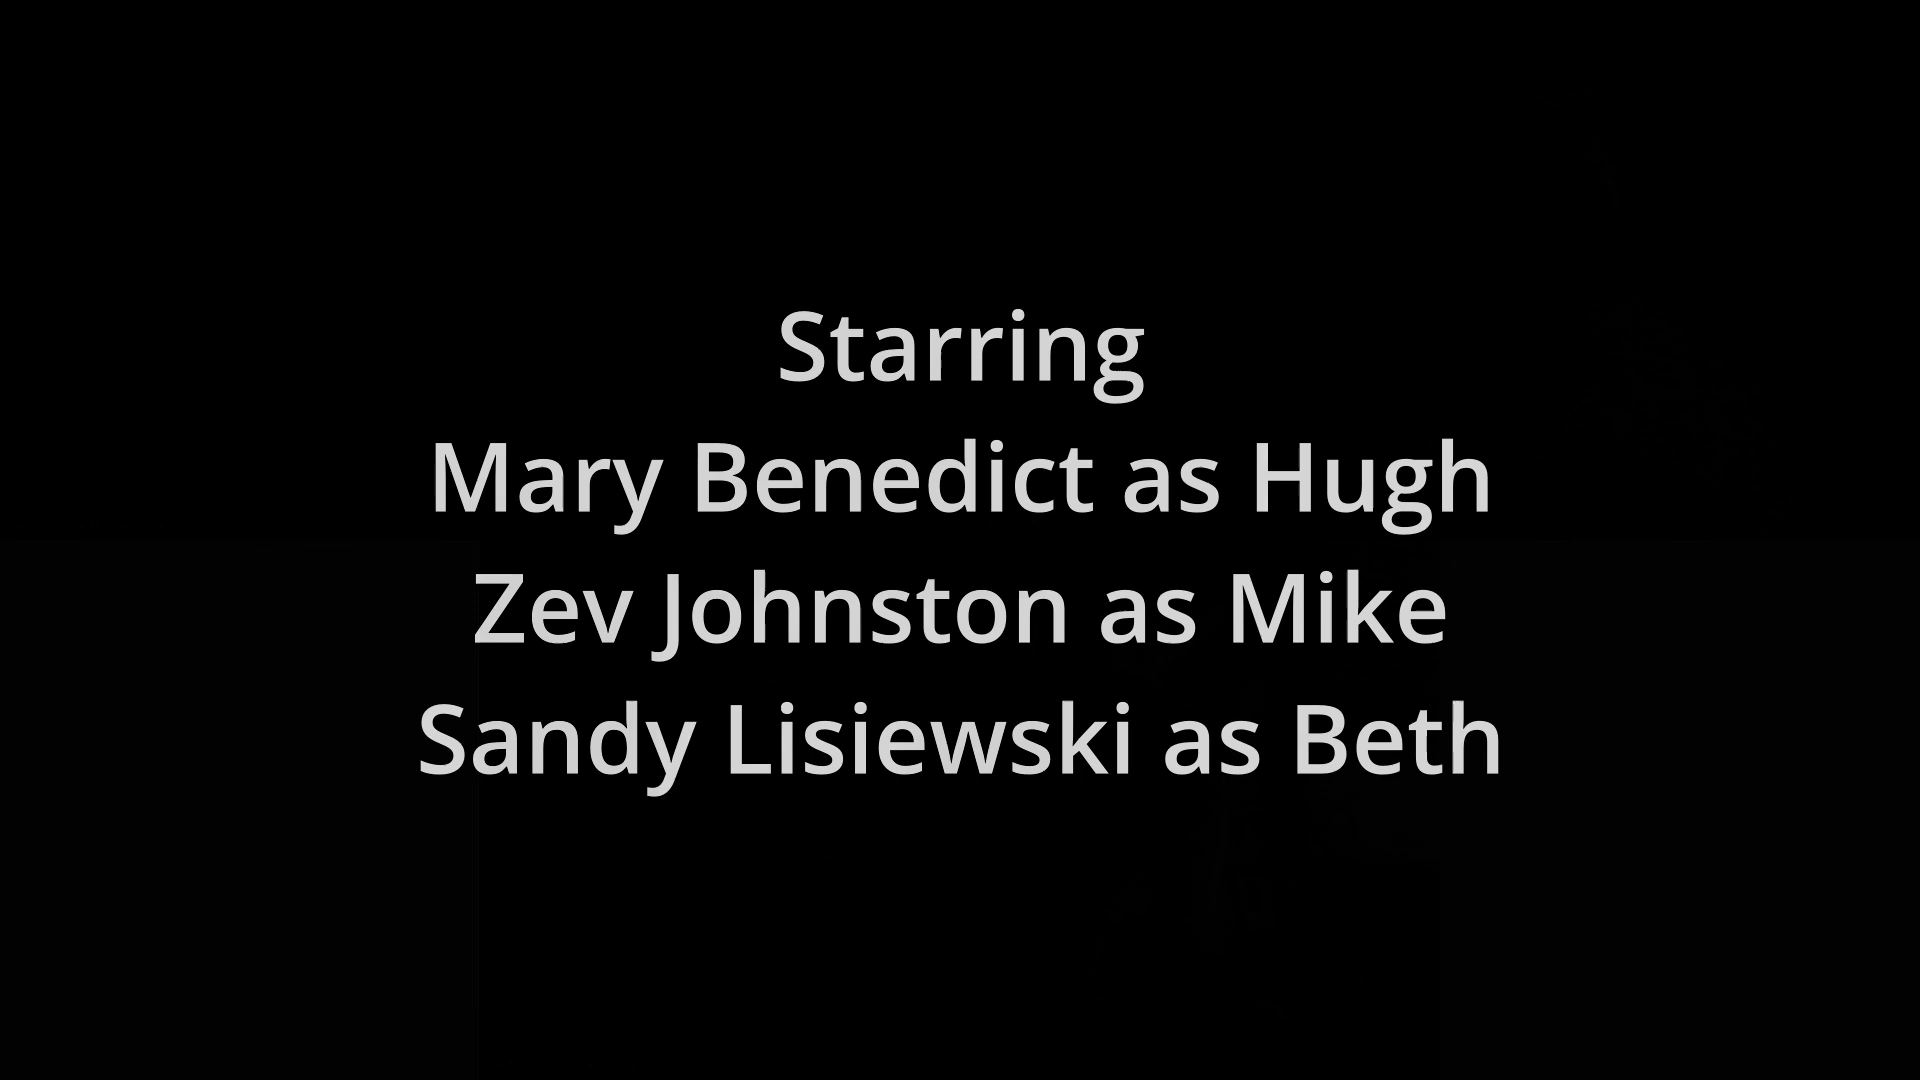 Starring
Mary Benedict as Hugh
Zev Johnston as Mike
Sandy Lisiewski as Beth